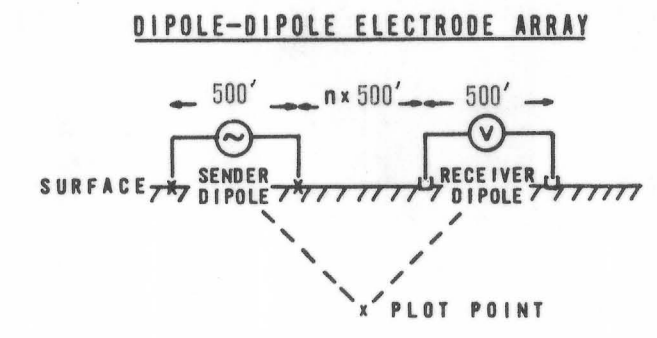 DIPOLE-DIPOLE ELECTRODE ARRAY
500' n x 500' 500'
~ V
SURFACE x SENDER x RECEIVER
DIPOLE DIPOLE
x PLOT POINT